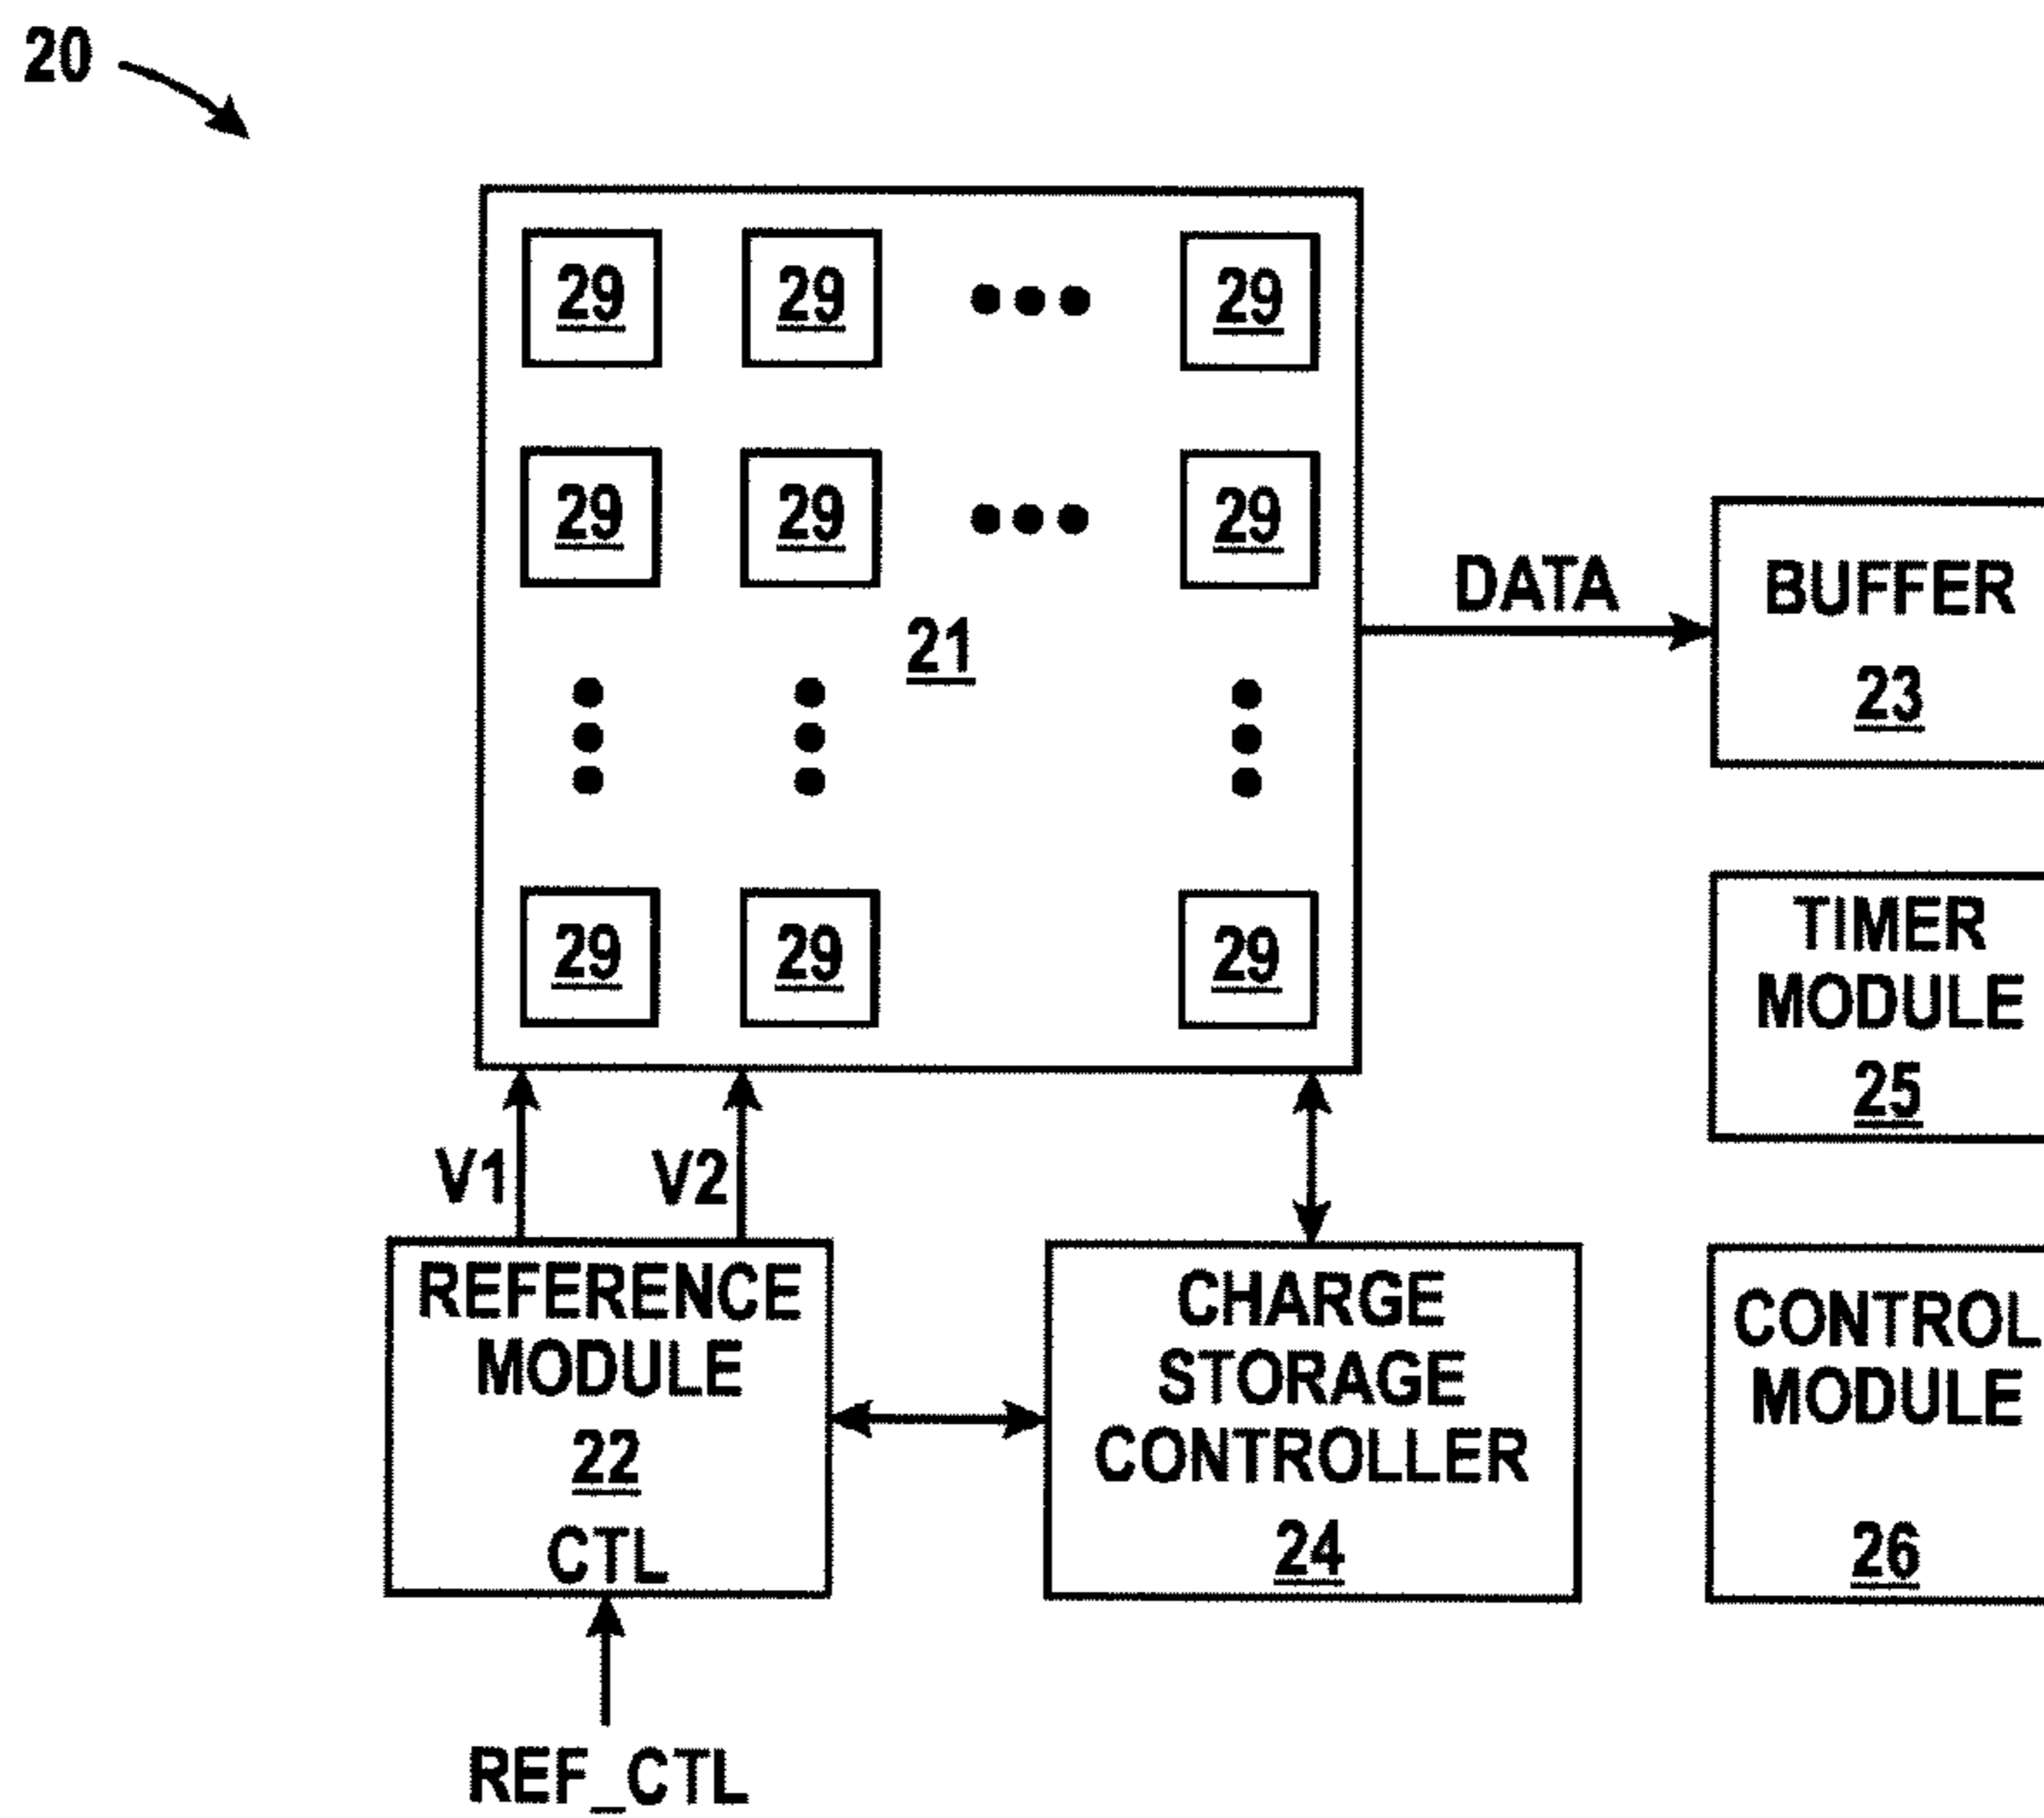 20
29 29 29
29 29 29
21
29 29 29
DATA
BUFFER
23
TIMER
MODULE
25
V1 V2
REFERENCE
MODULE
22
CTL
CHARGE
STORAGE
CONTROLLER
24
CONTROL
MODULE
26
REF_CTL